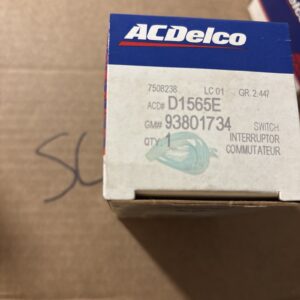 ACDelco
7508238 LC 01 GR. 2.447
ACD# D1565E
GM# 93801734 SWITCH
QTY. 1 INTERRUPTOR
COMMUTATEUR